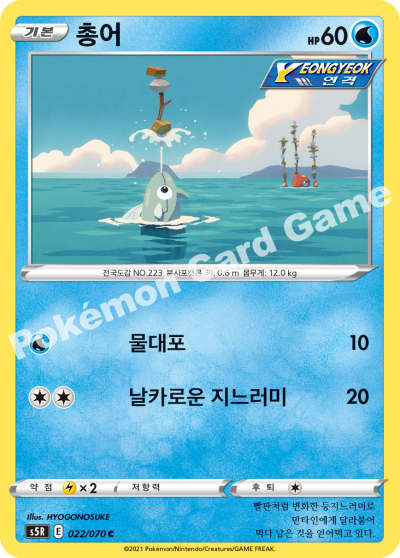 기본 총어 HP 60
YEONGYEOK
연격
전국도감 NO.223 분사포켓몬 키: 0.6 m 몸무게: 12.0 kg
Pokémon Card Game
물대포 10
날카로운 지느러미 20
약점 ×2 저항력 후퇴
Illus. HYOGONOSUKE
s5R E 022/070 C
빨판처럼 변화한 등지느러미로
만타인에게 달라붙어
먹다 남은 것을 얻어먹고 있다.
©2021 Pokémon/Nintendo/Creatures/GAME FREAK.